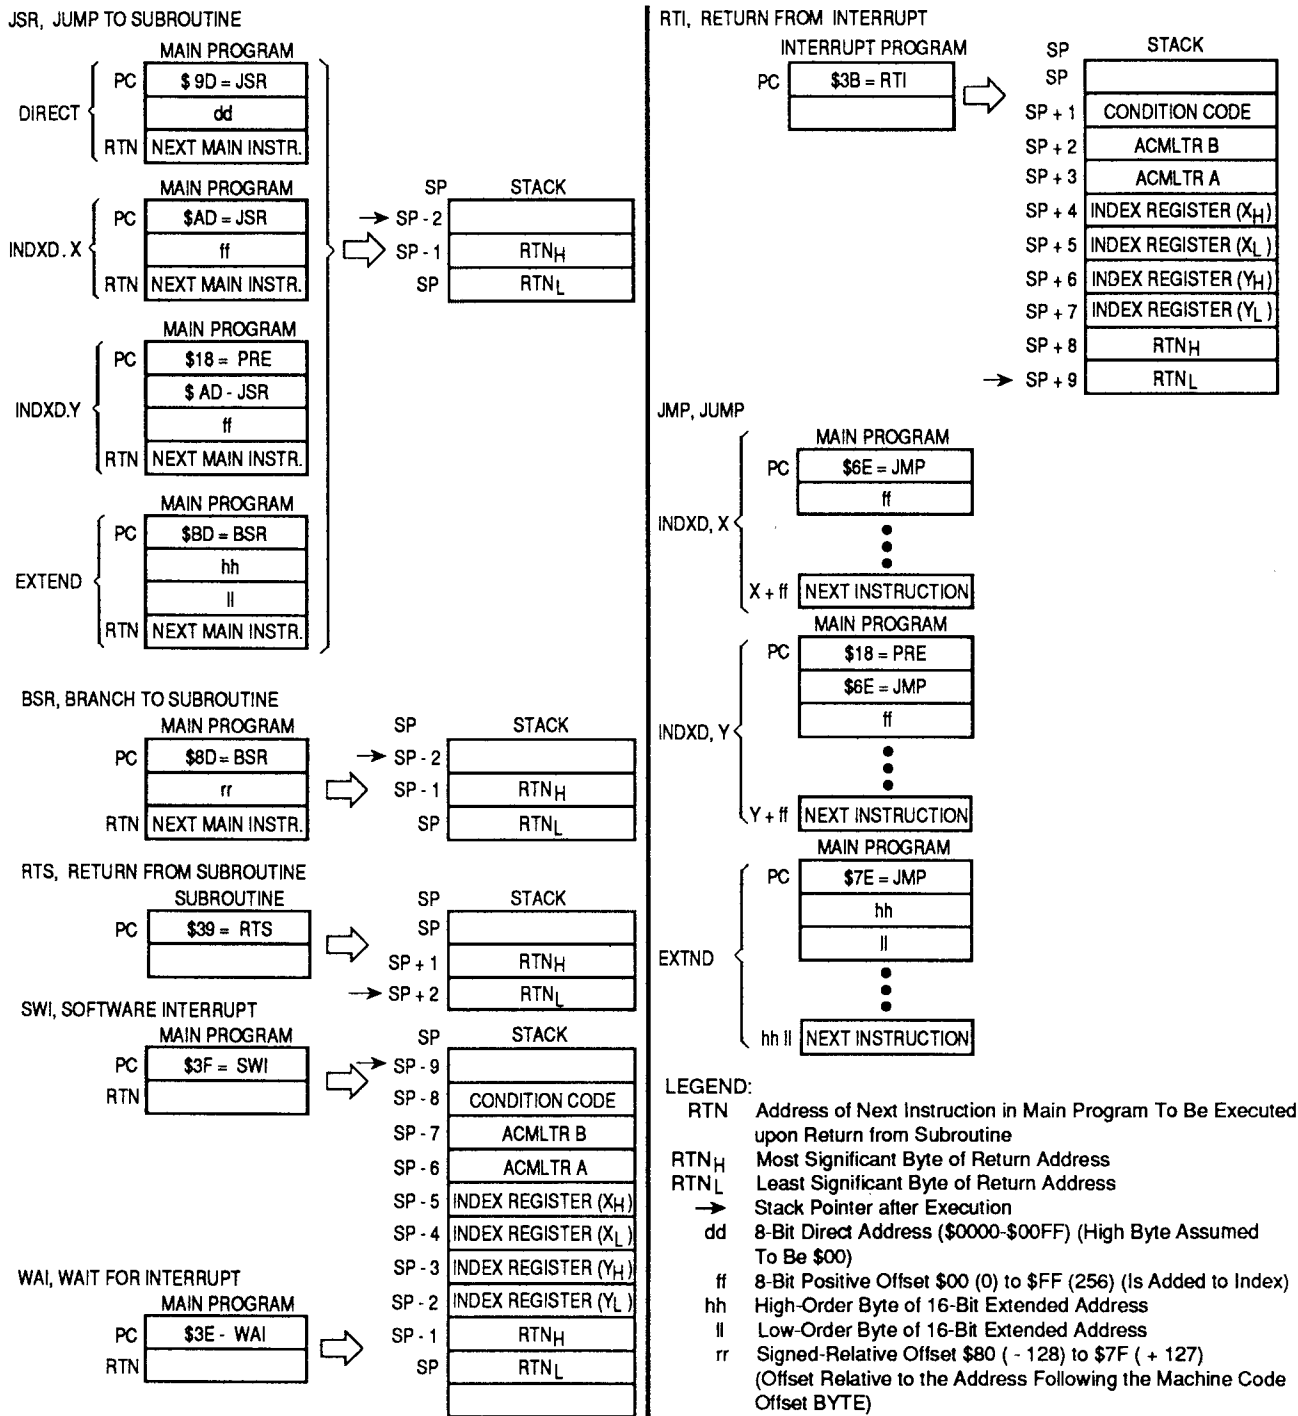 JSR, JUMP TO SUBROUTINE
MAIN PROGRAM
PC $ 9D = JSR
DIRECT dd
RTN NEXT MAIN INSTR.
MAIN PROGRAM
PC $AD = JSR
INDXD . X ff
RTN NEXT MAIN INSTR.
SP STACK
SP - 2
SP - 1 RTNH
SP RTNL
MAIN PROGRAM
PC $18 = PRE
$ AD - JSR
INDXD.Y ff
RTN NEXT MAIN INSTR.
MAIN PROGRAM
PC $BD = BSR
hh
EXTEND ll
RTN NEXT MAIN INSTR.
BSR, BRANCH TO SUBROUTINE
MAIN PROGRAM
PC $8D = BSR
rr
RTN NEXT MAIN INSTR.
SP STACK
SP - 2
SP - 1 RTNH
SP RTNL
RTS, RETURN FROM SUBROUTINE
SUBROUTINE
PC $39 = RTS
SP STACK
SP
SP + 1 RTNH
SP + 2 RTNL
SWI, SOFTWARE INTERRUPT
MAIN PROGRAM
PC $3F = SWI
RTN
SP STACK
SP - 9
SP - 8 CONDITION CODE
SP - 7 ACMLTR B
SP - 6 ACMLTR A
SP - 5 INDEX REGISTER (XH)
SP - 4 INDEX REGISTER (XL )
SP - 3 INDEX REGISTER (YH)
SP - 2 INDEX REGISTER (YL )
SP - 1 RTNH
SP RTNL
WAI, WAIT FOR INTERRUPT
MAIN PROGRAM
PC $3E - WAI
RTN
RTI, RETURN FROM INTERRUPT
INTERRUPT PROGRAM
PC $3B = RTI
SP STACK
SP
SP + 1 CONDITION CODE
SP + 2 ACMLTR B
SP + 3 ACMLTR A
SP + 4 INDEX REGISTER (XH)
SP + 5 INDEX REGISTER (XL )
SP + 6 INDEX REGISTER (YH)
SP + 7 INDEX REGISTER (YL )
SP + 8 RTNH
SP + 9 RTNL
JMP, JUMP
MAIN PROGRAM
PC $6E = JMP
ff
INDXD, X
X + ff NEXT INSTRUCTION
MAIN PROGRAM
PC $18 = PRE
$6E = JMP
INDXD, Y ff
Y + ff NEXT INSTRUCTION
MAIN PROGRAM
PC $7E = JMP
hh
EXTND ll
hh ll NEXT INSTRUCTION
LEGEND:
RTN Address of Next Instruction in Main Program To Be Executed
upon Return from Subroutine
RTNH Most Significant Byte of Return Address
RTNL Least Significant Byte of Return Address
→ Stack Pointer after Execution
dd 8-Bit Direct Address ($0000-$00FF) (High Byte Assumed
To Be $00)
ff 8-Bit Positive Offset $00 (0) to $FF (256) (Is Added to Index)
hh High-Order Byte of 16-Bit Extended Address
ll Low-Order Byte of 16-Bit Extended Address
rr Signed-Relative Offset $80 ( - 128) to $7F ( + 127)
(Offset Relative to the Address Following the Machine Code
Offset BYTE)